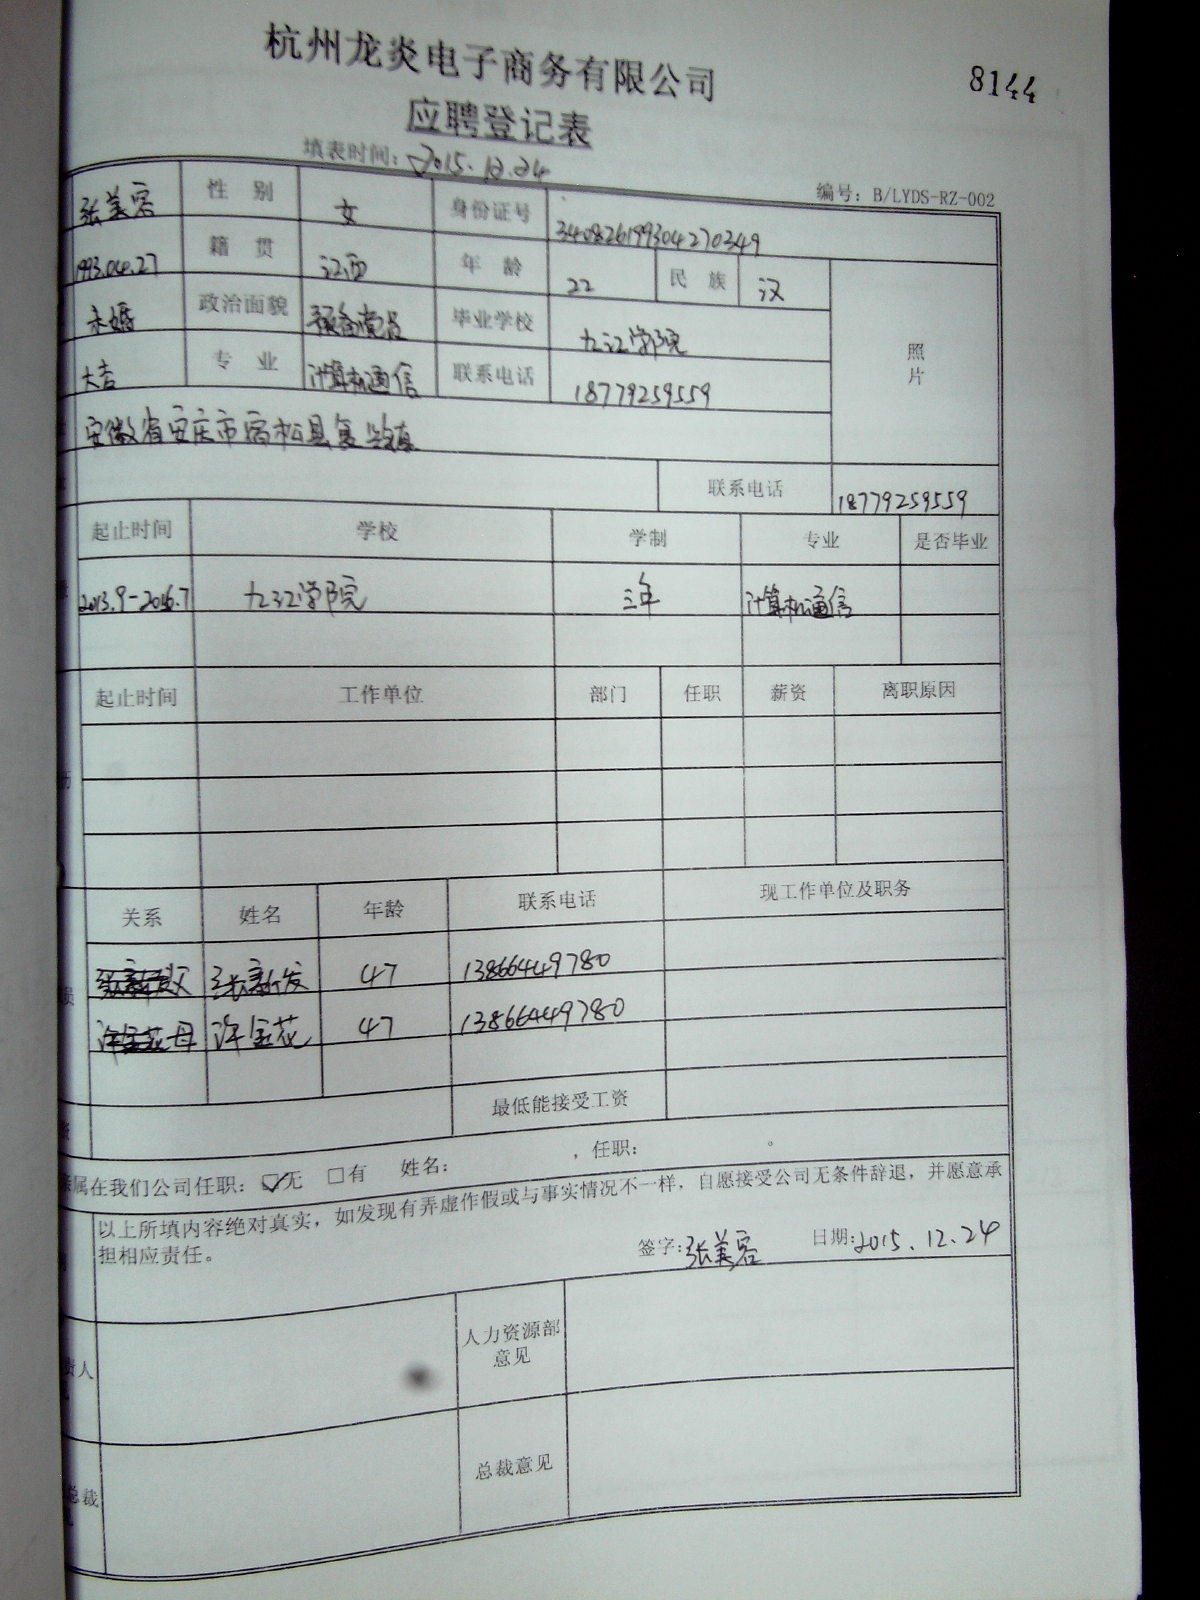 杭州龙炎电子商务有限公司
8144
应聘登记表
填表时间：2015.12.24
编号：B/LYDS-RZ-002
张美容 性别 女 身份证号 340826199304270349
1993.04.27 籍贯 江西 年龄 22 民族 汉
未婚 政治面貌 预备党员 毕业学校 九江学院
照片
大专 专业 计算机通信 联系电话 18779259559
安徽省安庆市宿松县复兴镇
联系电话 18779259559
起止时间 学校 学制 专业 是否毕业
2013.9-2016.7 九江学院 三年 计算机通信
起止时间 工作单位 部门 任职 薪资 离职原因
历
关系 姓名 年龄 联系电话 现工作单位及职务
父 张新发 47 13866449780
母 许金花 47 13866449780
最低能接受工资
亲属在我们公司任职：☑无 □有 姓名： ，任职： 。
以上所填内容绝对真实，如发现有弄虚作假或与事实情况不一样，自愿接受公司无条件辞退，并愿意承
担相应责任。
签字：张美容 日期：2015.12.24
责人
人力资源部
意见
总裁
总裁意见